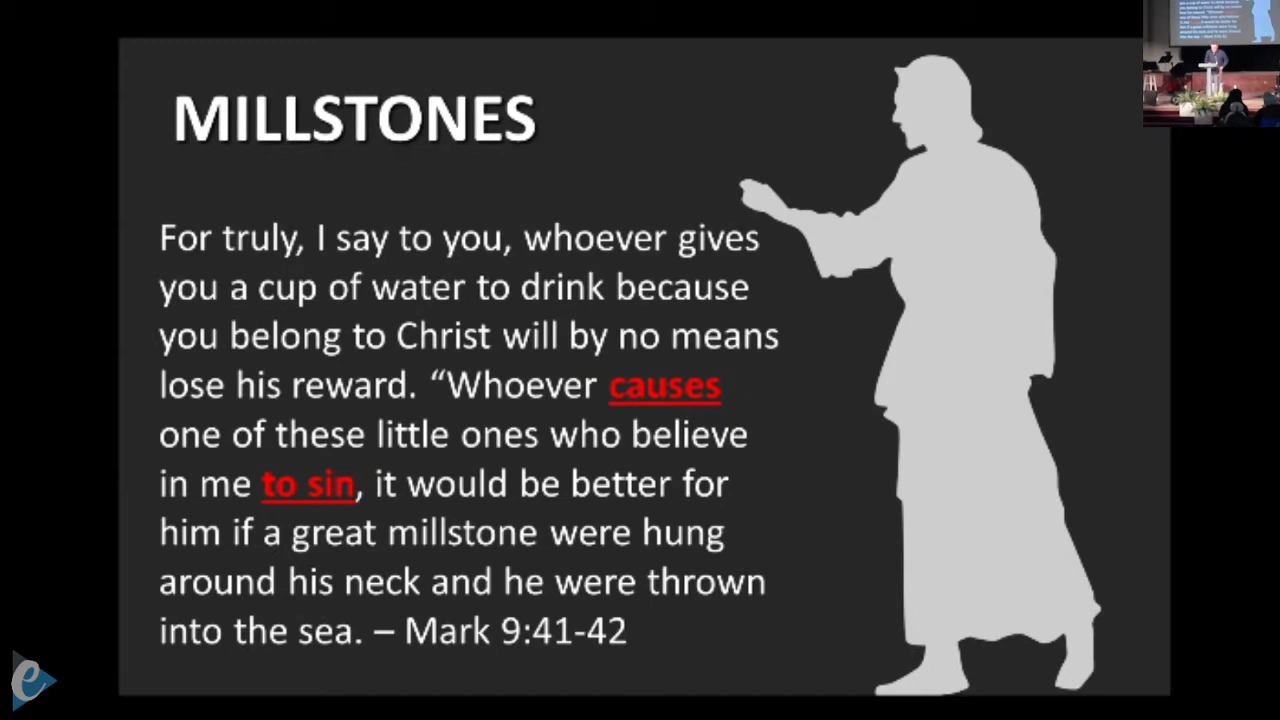 MILLSTONES
For truly, I say to you, whoever gives
you a cup of water to drink because
you belong to Christ will by no means
lose his reward. “Whoever causes
one of these little ones who believe
in me to sin, it would be better for
him if a great millstone were hung
around his neck and he were thrown
into the sea. – Mark 9:41-42
e